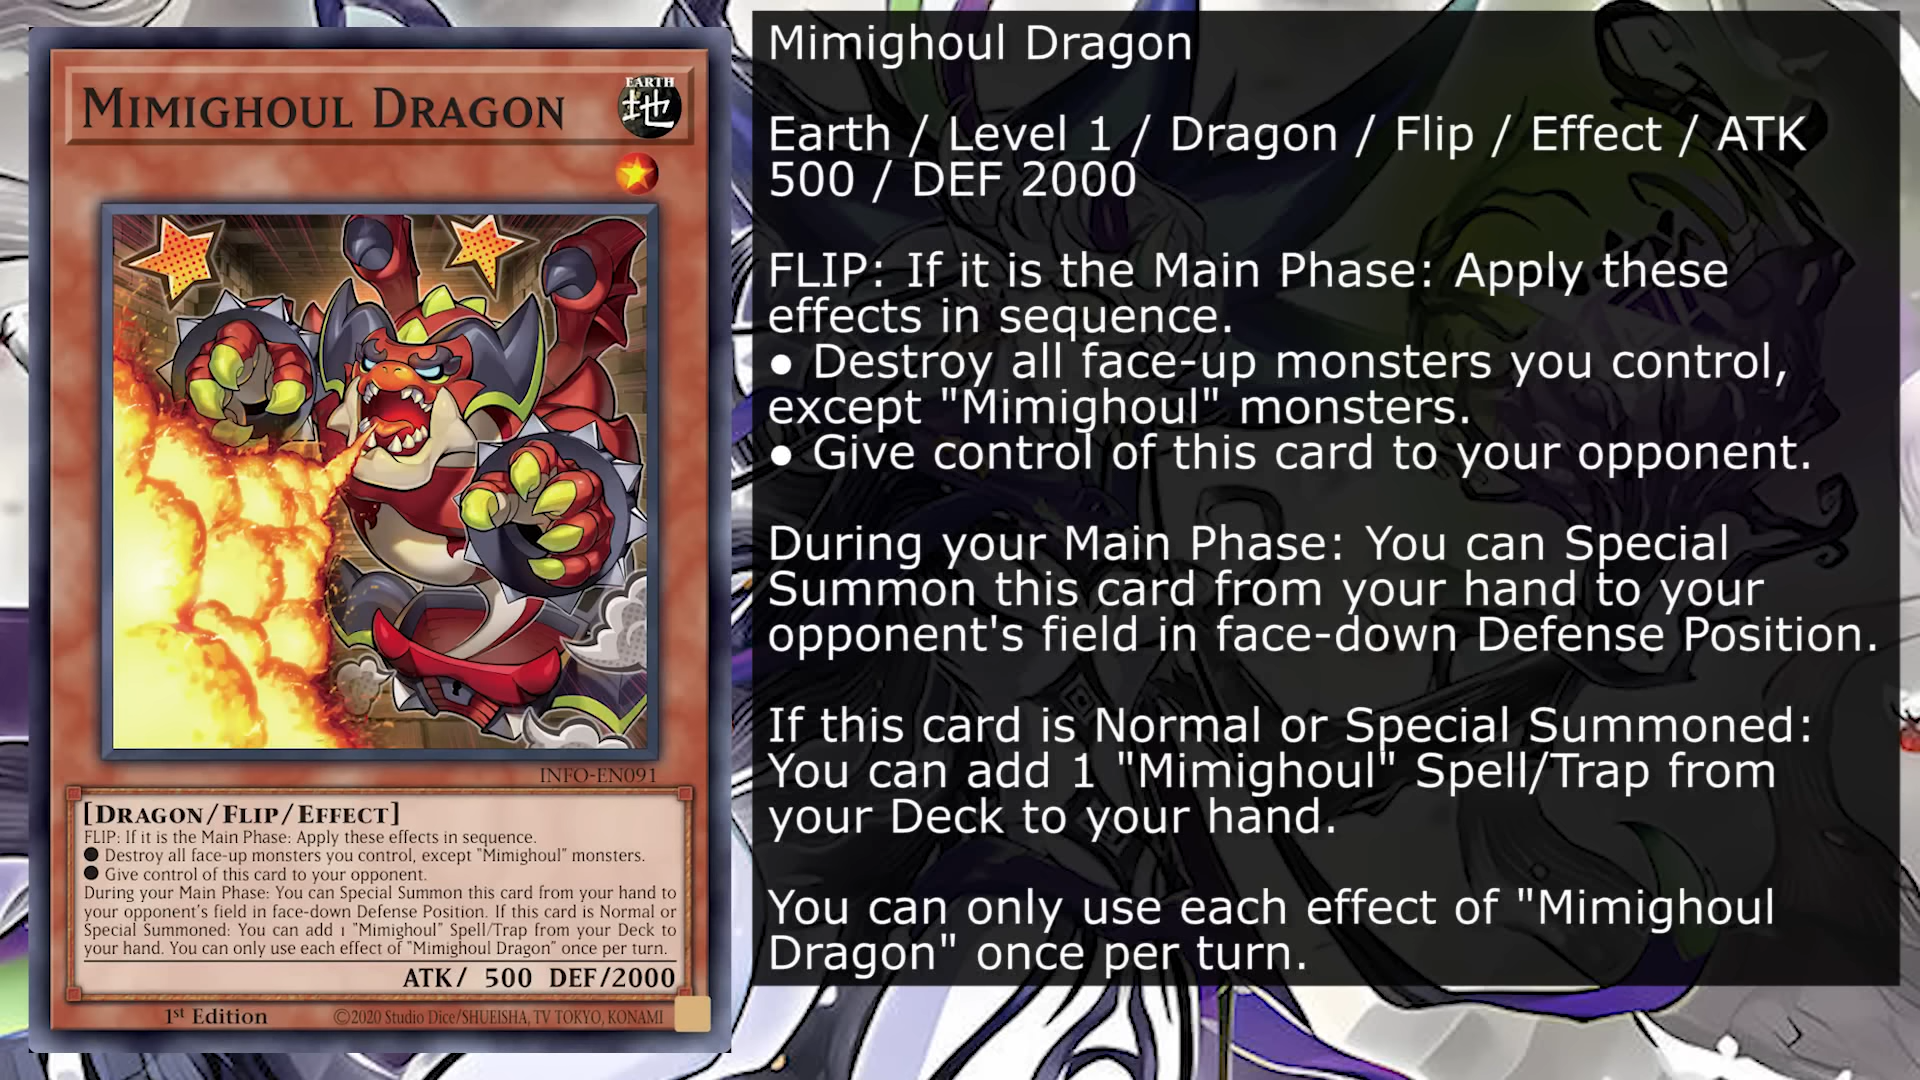 MIMIGHOUL DRAGON
EARTH
地
INFO-EN091
[DRAGON/FLIP/EFFECT]
FLIP: If it is the Main Phase: Apply these effects in sequence.
● Destroy all face-up monsters you control, except "Mimighoul" monsters.
● Give control of this card to your opponent.
During your Main Phase: You can Special Summon this card from your hand to
your opponent's field in face-down Defense Position. If this card is Normal or
Special Summoned: You can add 1 "Mimighoul" Spell/Trap from your Deck to
your hand. You can only use each effect of "Mimighoul Dragon" once per turn.
ATK/ 500 DEF/2000
1st Edition ©2020 Studio Dice/SHUEISHA, TV TOKYO, KONAMI
Mimighoul Dragon
Earth / Level 1 / Dragon / Flip / Effect / ATK
500 / DEF 2000
FLIP: If it is the Main Phase: Apply these
effects in sequence.
● Destroy all face-up monsters you control,
except "Mimighoul" monsters.
● Give control of this card to your opponent.
During your Main Phase: You can Special
Summon this card from your hand to your
opponent's field in face-down Defense Position.
If this card is Normal or Special Summoned:
You can add 1 "Mimighoul" Spell/Trap from
your Deck to your hand.
You can only use each effect of "Mimighoul
Dragon" once per turn.